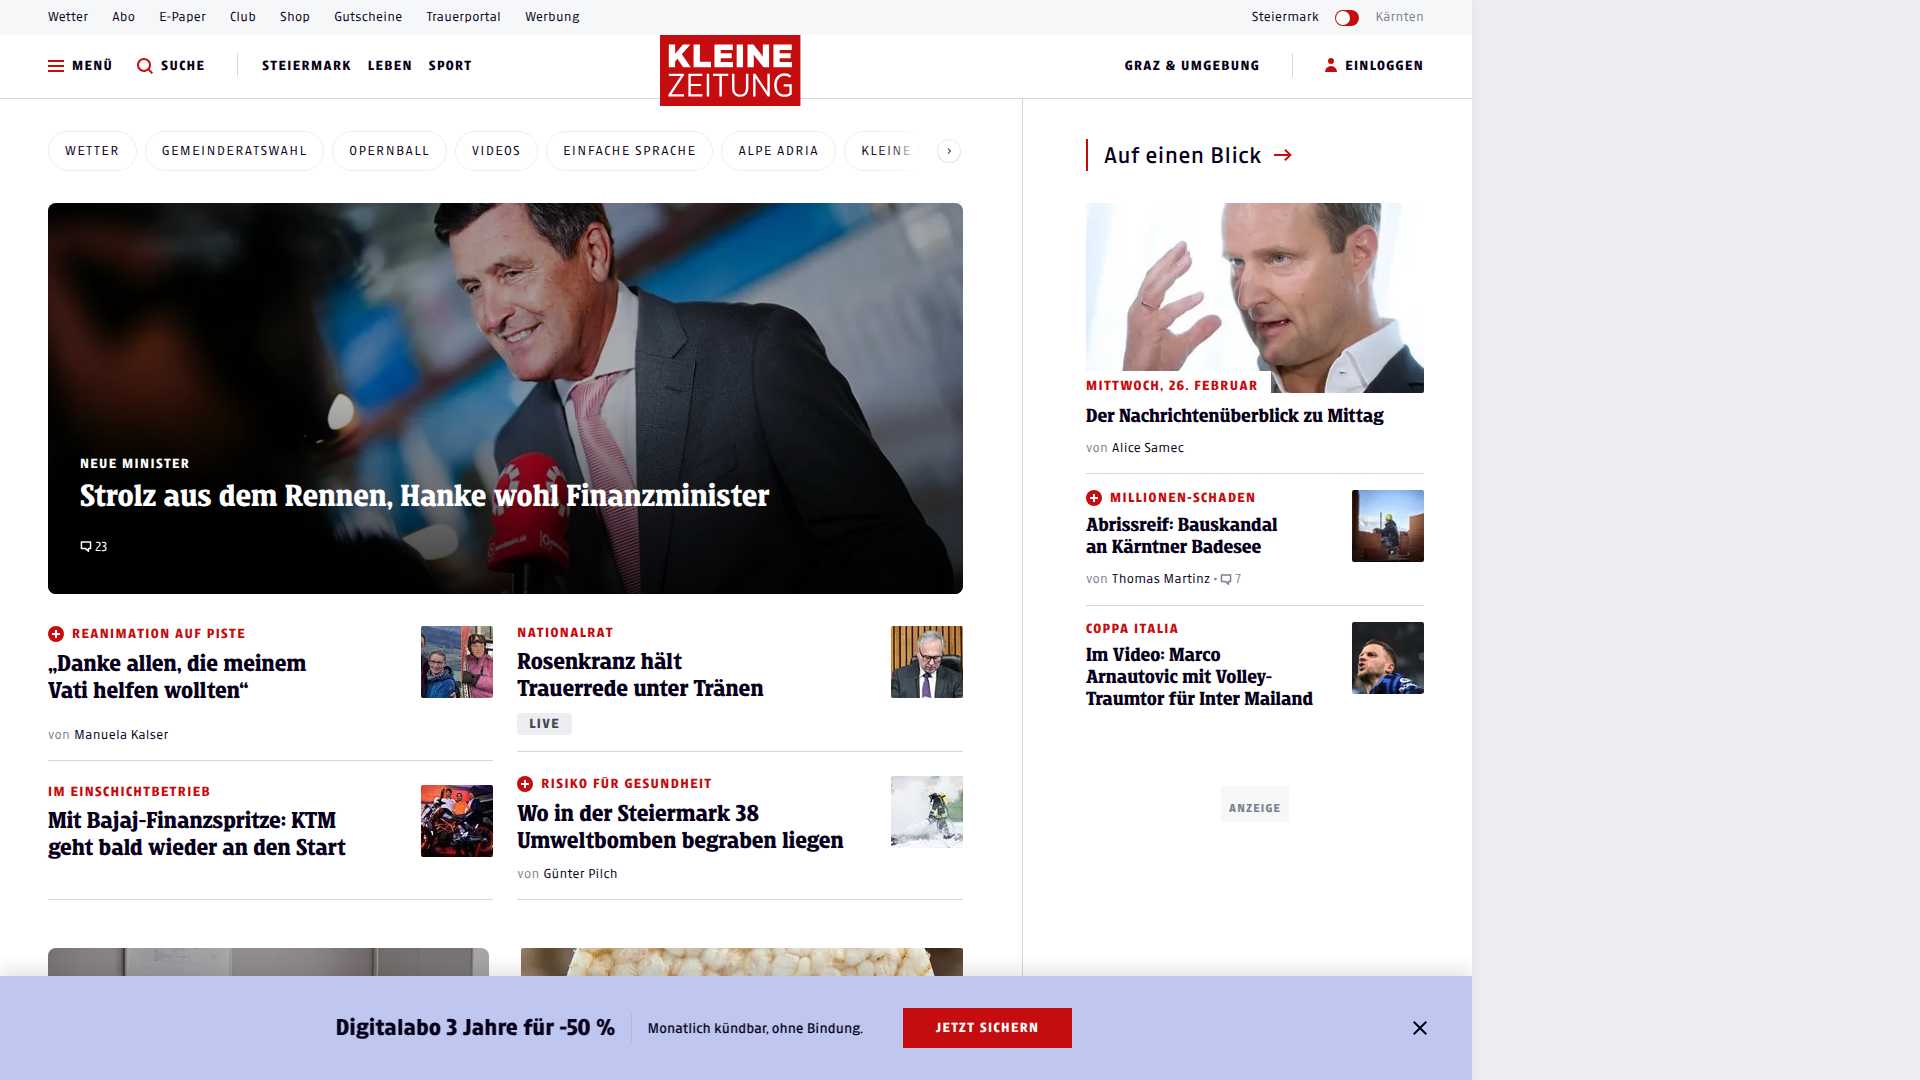 Wetter Abo E-Paper Club Shop Gutscheine Trauerportal Werbung Steiermark Kärnten
MENÜ SUCHE STEIERMARK LEBEN SPORT KLEINE ZEITUNG GRAZ & UMGEBUNG EINLOGGEN
WETTER GEMEINDERATSWAHL OPERNBALL VIDEOS EINFACHE SPRACHE ALPE ADRIA KLEINE
NEUE MINISTER
Strolz aus dem Rennen, Hanke wohl Finanzminister
23
REANIMATION AUF PISTE
„Danke allen, die meinem
Vati helfen wollten“
von Manuela Kalser
NATIONALRAT
Rosenkranz hält
Trauerrede unter Tränen
LIVE
IM EINSCHICHTBETRIEB
Mit Bajaj-Finanzspritze: KTM
geht bald wieder an den Start
RISIKO FÜR GESUNDHEIT
Wo in der Steiermark 38
Umweltbomben begraben liegen
von Günter Pilch
Auf einen Blick
MITTWOCH, 26. FEBRUAR
Der Nachrichtenüberblick zu Mittag
von Alice Samec
MILLIONEN-SCHADEN
Abrissreif: Bauskandal
an Kärntner Badesee
von Thomas Martinz • 7
COPPA ITALIA
Im Video: Marco
Arnautovic mit Volley-
Traumtor für Inter Mailand
ANZEIGE
Digitalabo 3 Jahre für -50 % Monatlich kündbar, ohne Bindung. JETZT SICHERN